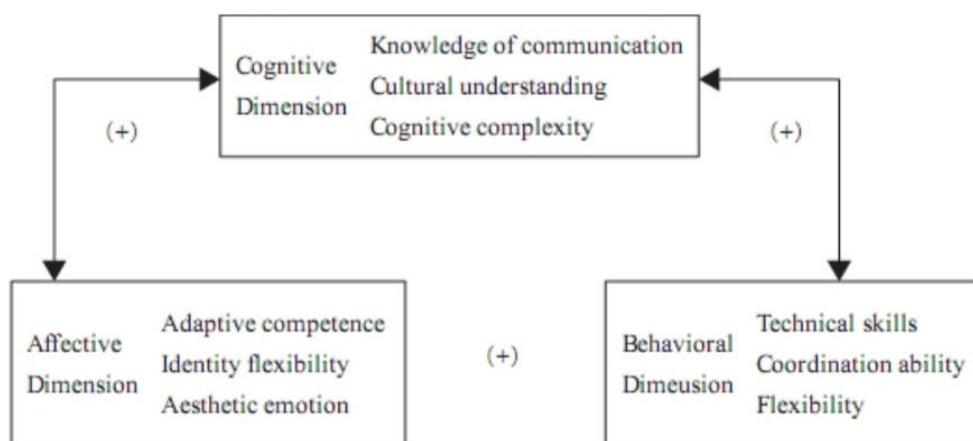 Cognitive
Dimension
Knowledge of communication
Cultural understanding
Cognitive complexity
(+)
(+)
Affective
Dimension
Adaptive competence
Identity flexibility
Aesthetic emotion
(+)
Behavioral
Dimeusion
Technical skills
Coordination ability
Flexibility